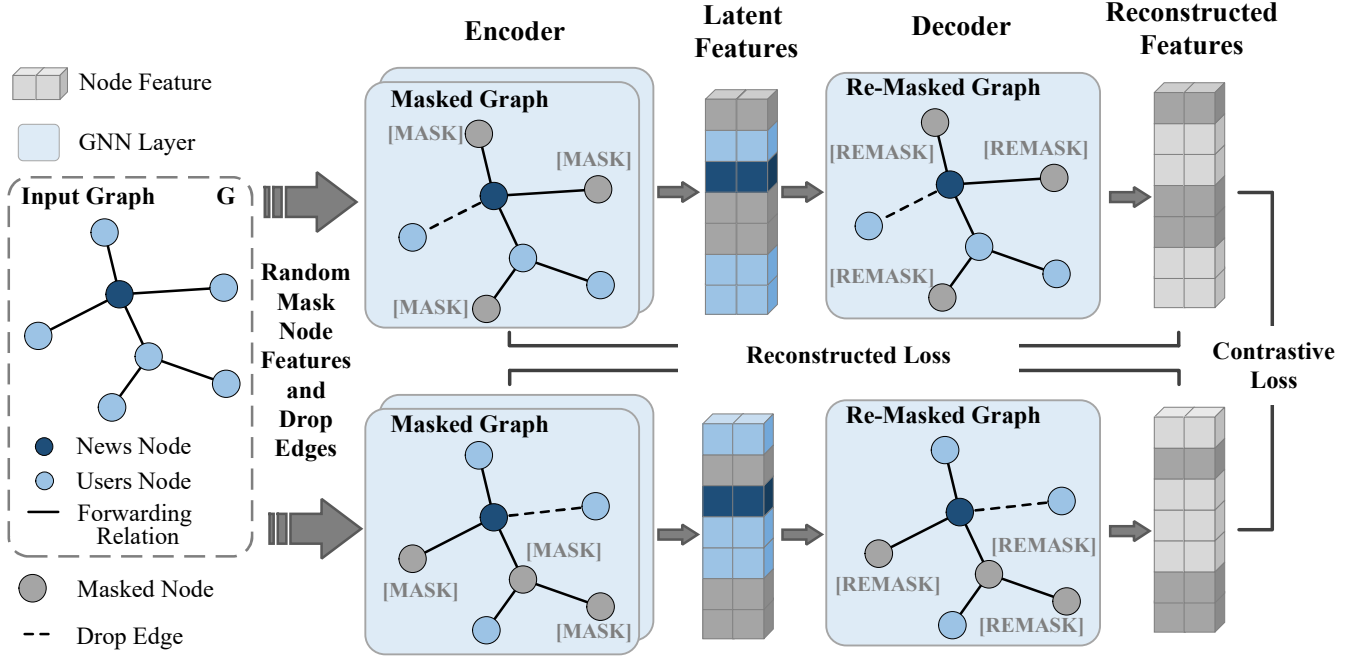 Encoder
Latent
Features
Decoder
Reconstructed
Features
Node Feature
GNN Layer
Input Graph G
News Node
Users Node
Forwarding
Relation
Masked Node
Drop Edge
Random
Mask
Node
Features
and
Drop
Edges
Masked Graph
[MASK]
[MASK]
[MASK]
Re-Masked Graph
[REMASK]
[REMASK]
[REMASK]
Reconstructed Loss
Contrastive
Loss
Masked Graph
[MASK]
[MASK]
[MASK]
Re-Masked Graph
[REMASK]
[REMASK]
[REMASK]